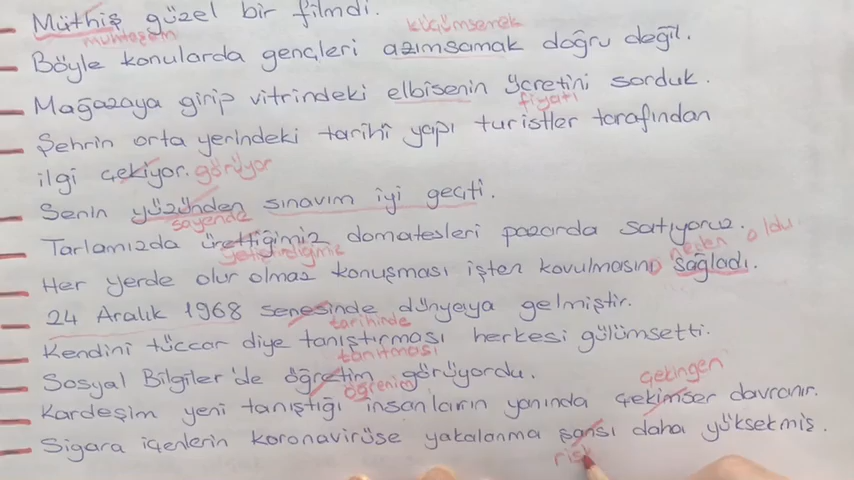 Müthiş güzel bir filmdi.
muhteşem küçümsemek
Böyle konularda gençleri azımsamak doğru değil.
Mağazaya girip vitrindeki elbisenin ücretini sorduk.
fiyatı
Şehrin orta yerindeki tarihî yapı turistler tarafından
ilgi çekiyor. görüyor
Senin yüzünden sınavım iyi geçti.
sayende
Tarlamızda ürettiğimiz domatesleri pazarda satıyoruz.
yetiştirdiğimiz neden oldu
Her yerde olur olmaz konuşması işten kovulmasını sağladı.
24 Aralık 1968 senesinde dünyaya gelmiştir.
tarihinde
Kendini tüccar diye tanıştırması herkesi gülümsetti.
tanıtması
Sosyal Bilgiler'de öğretim görüyordu.
öğrenim çekingen
Kardeşim yeni tanıştığı insanların yanında çekimser davranır.
Sigara içenlerin koronavirüse yakalanma şansı daha yüksekmiş.